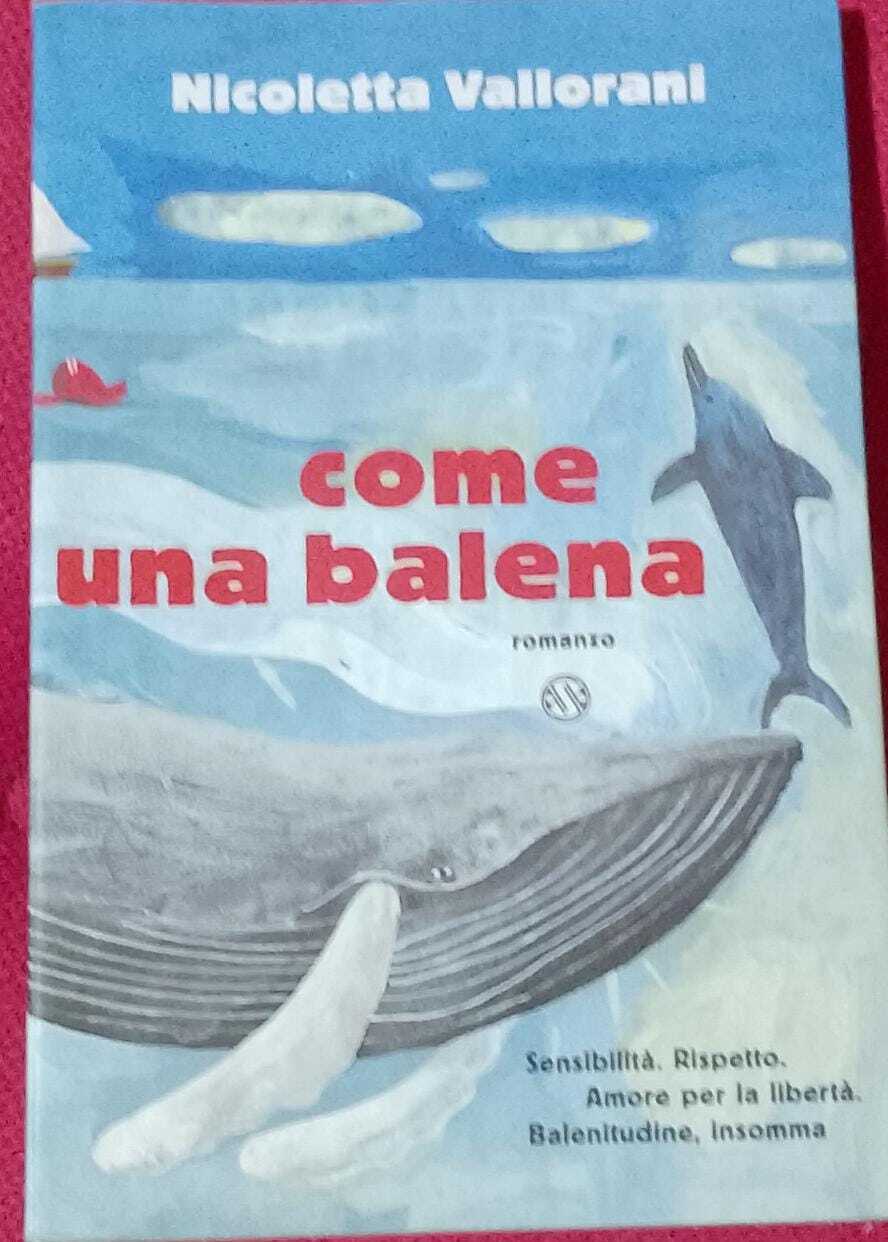 Nicoletta Vallorani
come
una balena
romanzo
Sensibilità. Rispetto.
Amore per la libertà.
Balenitudine, insomma